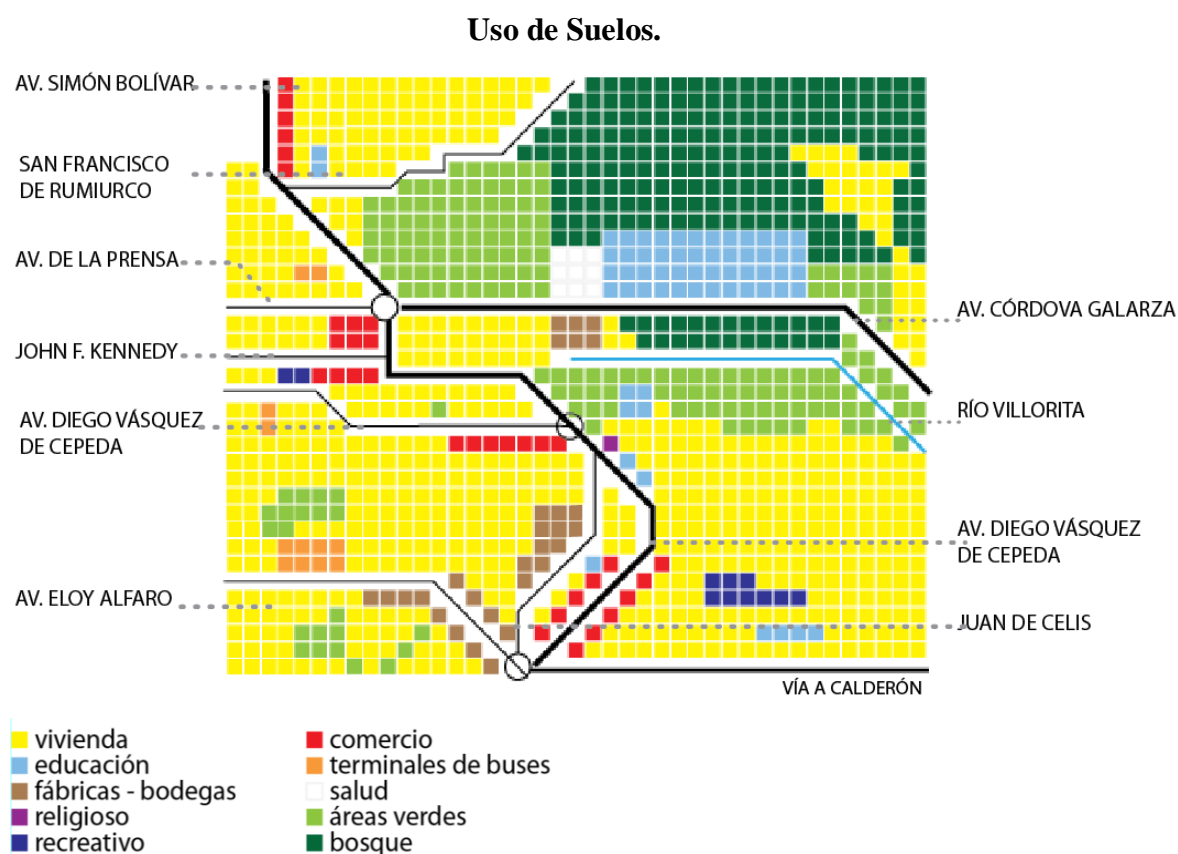 Uso de Suelos.
AV. SIMÓN BOLÍVAR
SAN FRANCISCO
DE RUMIURCO
AV. DE LA PRENSA
AV. CÓRDOVA GALARZA
JOHN F. KENNEDY
RÍO VILLORITA
AV. DIEGO VÁSQUEZ
DE CEPEDA
AV. DIEGO VÁSQUEZ
DE CEPEDA
AV. ELOY ALFARO
JUAN DE CELIS
VÍA A CALDERÓN
vivienda
educación
fábricas - bodegas
religioso
recreativo
comercio
terminales de buses
salud
áreas verdes
bosque